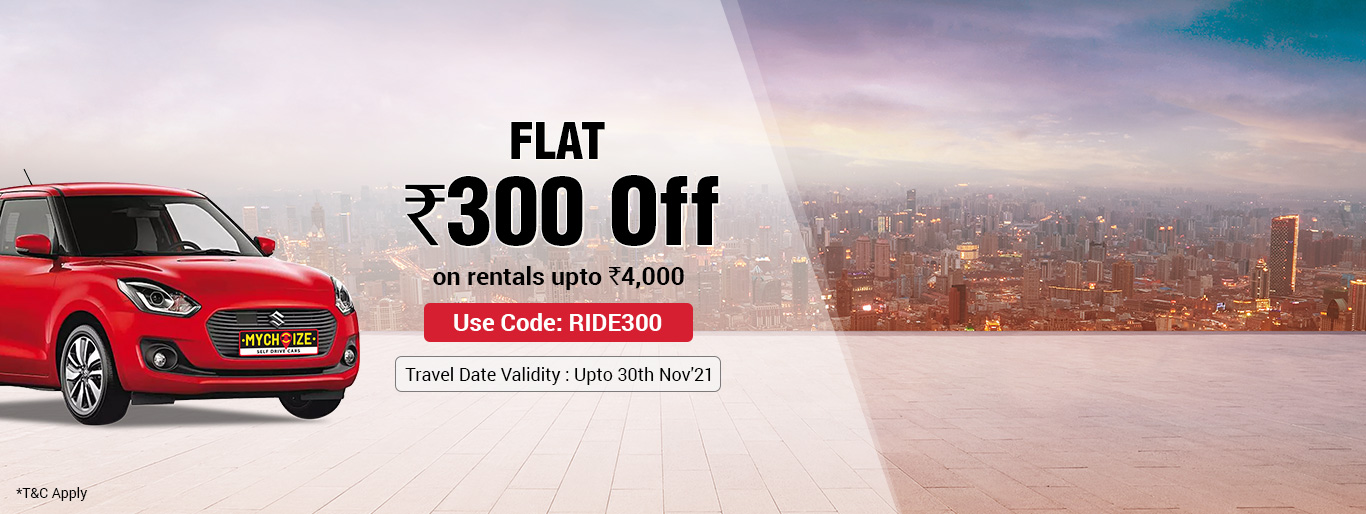 FLAT
₹300 Off
on rentals upto ₹4,000
Use Code: RIDE300
Travel Date Validity : Upto 30th Nov'21
MYCHOIZE
SELF DRIVE CARS
*T&C Apply